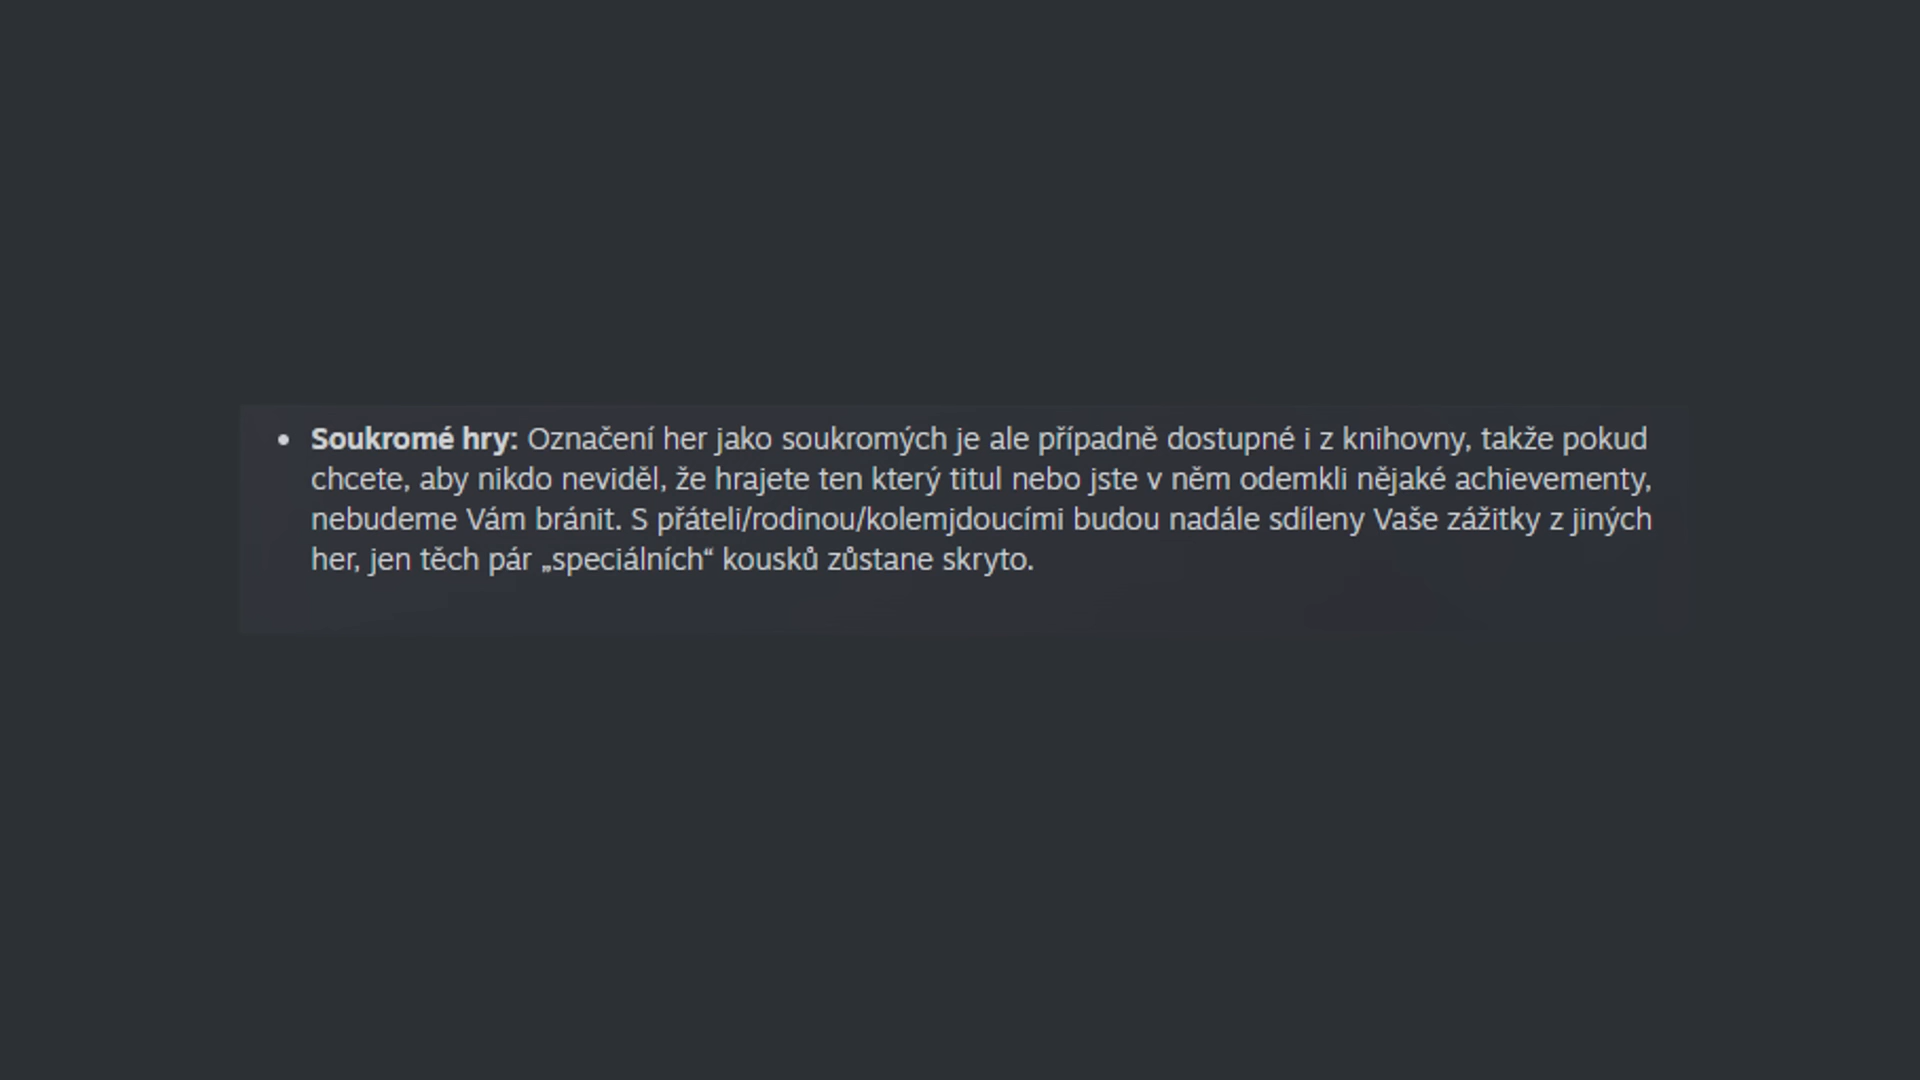 • Soukromé hry: Označení her jako soukromých je ale případně dostupné i z knihovny, takže pokud
chcete, aby nikdo neviděl, že hrajete ten který titul nebo jste v něm odemkli nějaké achievementy,
nebudeme Vám bránit. S přáteli/rodinou/kolemjdoucími budou nadále sdíleny Vaše zážitky z jiných
her, jen těch pár „speciálních“ kousků zůstane skryto.